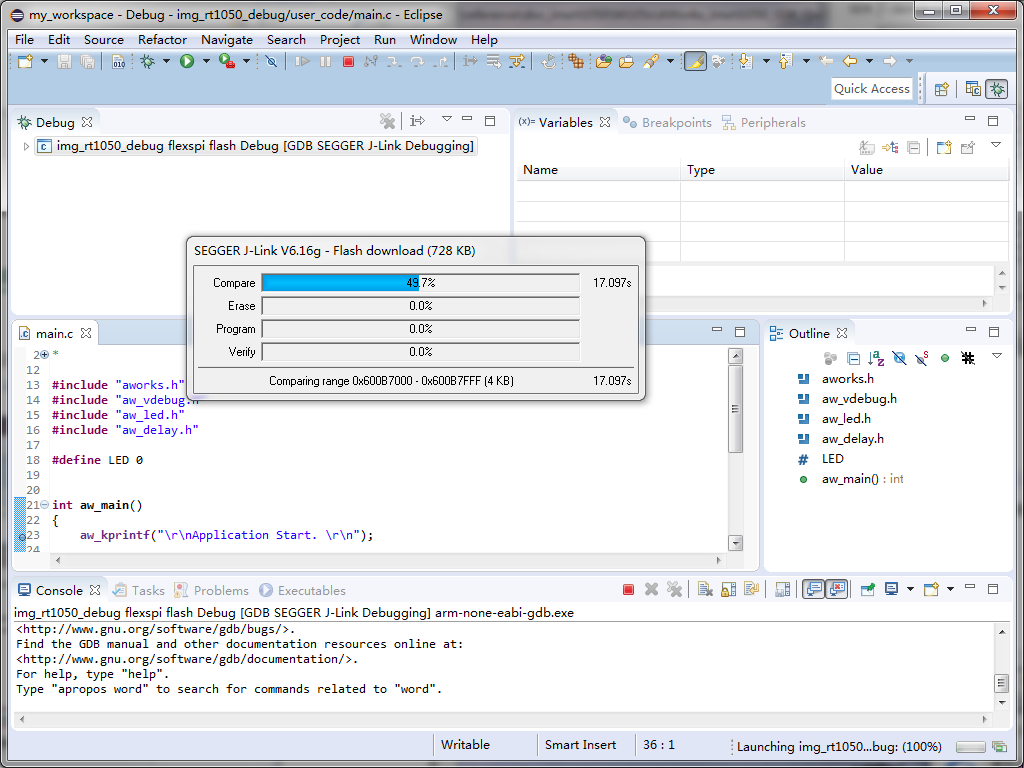 my_workspace - Debug - img_rt1050_debug/user_code/main.c - Eclipse
File Edit Source Refactor Navigate Search Project Run Window Help
Quick Access
Debug
img_rt1050_debug flexspi flash Debug [GDB SEGGER J-Link Debugging]
(x)= Variables Breakpoints Peripherals
Name Type Value
SEGGER J-Link V6.16g - Flash download (728 KB)
Compare 49.7% 17.097s
Erase 0.0%
Program 0.0%
Verify 0.0%
Comparing range 0x600B7000 - 0x600B7FFF (4 KB) 17.097s
main.c
2 *
12
13 #include "aworks.h"
14 #include "aw_vdebug.h"
15 #include "aw_led.h"
16 #include "aw_delay.h"
17
18 #define LED 0
19
20
21 int aw_main()
22 {
23 aw_kprintf("\r\nApplication Start. \r\n");
24
Outline
aworks.h
aw_vdebug.h
aw_led.h
aw_delay.h
LED
aw_main() : int
Console Tasks Problems Executables
img_rt1050_debug flexspi flash Debug [GDB SEGGER J-Link Debugging] arm-none-eabi-gdb.exe
<http://www.gnu.org/software/gdb/bugs/>.
Find the GDB manual and other documentation resources online at:
<http://www.gnu.org/software/gdb/documentation/>.
For help, type "help".
Type "apropos word" to search for commands related to "word".
Writable Smart Insert 36 : 1 Launching img_rt1050...bug: (100%)